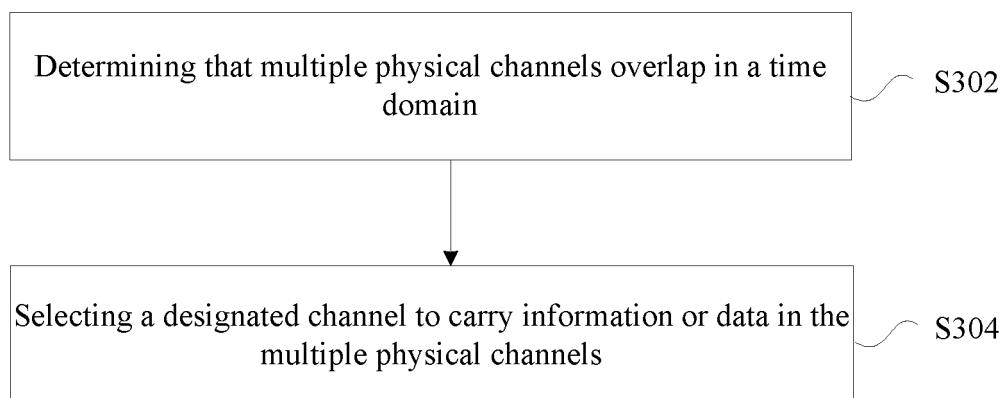 Determining that multiple physical channels overlap in a time
domain
S302
Selecting a designated channel to carry information or data in the
multiple physical channels
S304